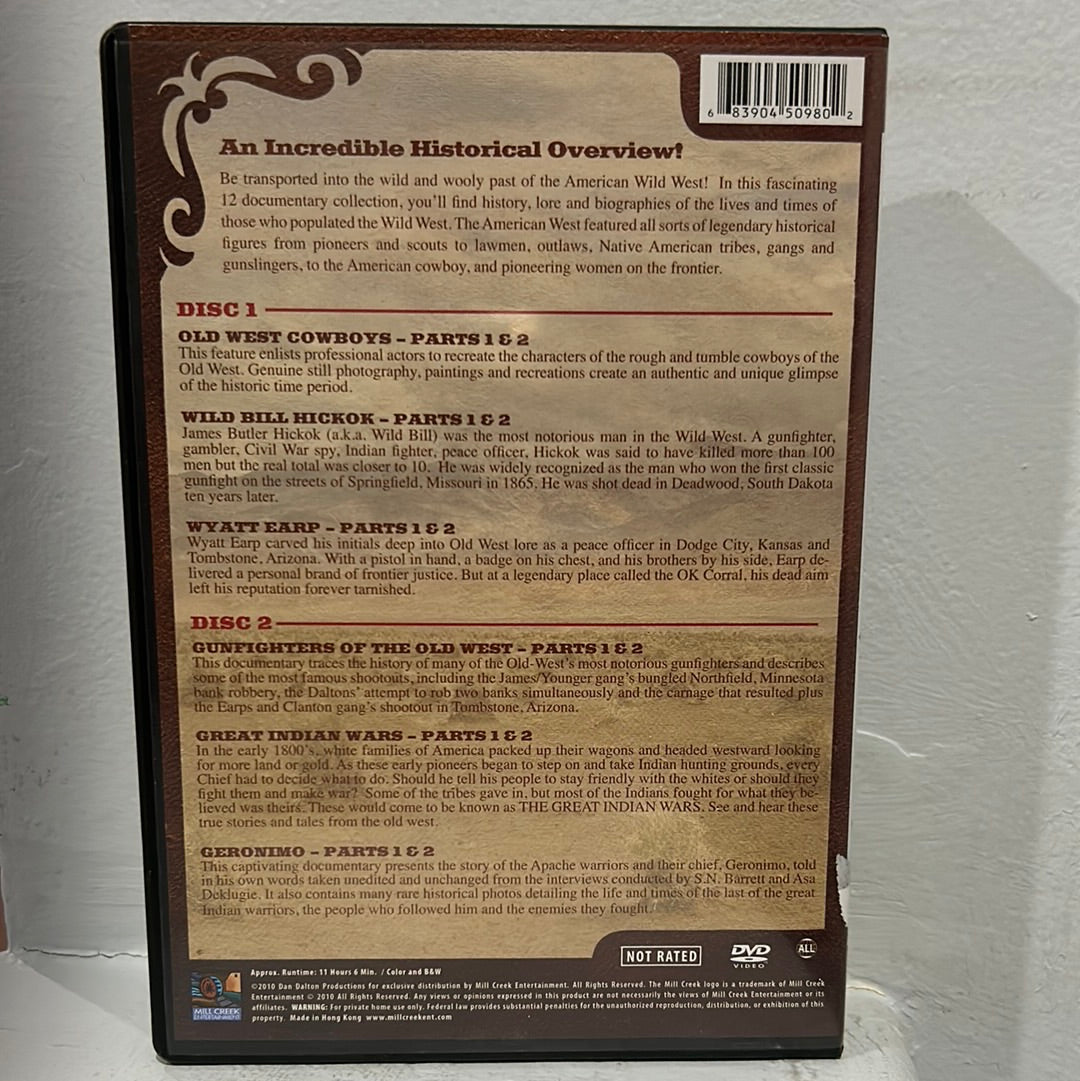 6 83904 50980 2
An Incredible Historical Overview!
Be transported into the wild and wooly past of the American Wild West! In this fascinating
12 documentary collection, you'll find history, lore and biographies of the lives and times of
those who populated the Wild West. The American West featured all sorts of legendary historical
figures from pioneers and scouts to lawmen, outlaws, Native American tribes, gangs and
gunslingers, to the American cowboy, and pioneering women on the frontier.
DISC 1
OLD WEST COWBOYS – PARTS 1 & 2
This feature enlists professional actors to recreate the characters of the rough and tumble cowboys of the
Old West. Genuine still photography, paintings and recreations create an authentic and unique glimpse
of the historic time period.
WILD BILL HICKOK – PARTS 1 & 2
James Butler Hickok (a.k.a. Wild Bill) was the most notorious man in the Wild West. A gunfighter,
gambler, Civil War spy, Indian fighter, peace officer, Hickok was said to have killed more than 100
men but the real total was closer to 10. He was widely recognized as the man who won the first classic
gunfight on the streets of Springfield, Missouri in 1865. He was shot dead in Deadwood, South Dakota
ten years later.
WYATT EARP – PARTS 1 & 2
Wyatt Earp carved his initials deep into Old West lore as a peace officer in Dodge City, Kansas and
Tombstone, Arizona. With a pistol in hand, a badge on his chest, and his brothers by his side, Earp de-
livered a personal brand of frontier justice. But at a legendary place called the OK Corral, his dead aim
left his reputation forever tarnished.
DISC 2
GUNFIGHTERS OF THE OLD WEST – PARTS 1 & 2
This documentary traces the history of many of the Old-West's most notorious gunfighters and describes
some of the most famous shootouts, including the James/Younger gang's bungled Northfield, Minnesota
bank robbery, the Daltons' attempt to rob two banks simultaneously and the carnage that resulted plus
the Earps and Clanton gang's shootout in Tombstone, Arizona.
GREAT INDIAN WARS – PARTS 1 & 2
In the early 1800's, white families of America packed up their wagons and headed westward looking
for more land or gold. As these early pioneers began to step on and take Indian hunting grounds, every
Chief had to decide what to do. Should he tell his people to stay friendly with the whites or should they
fight them and make war? Some of the tribes gave in, but most of the Indians fought for what they be-
lieved was theirs. These would come to be known as THE GREAT INDIAN WARS. See and hear these
true stories and tales from the old west.
GERONIMO – PARTS 1 & 2
This captivating documentary presents the story of the Apache warriors and their chief, Geronimo, told
in his own words taken unedited and unchanged from the interviews conducted by S.N. Barrett and Asa
Deklugie. It also contains many rare historical photos detailing the life and times of the last of the great
Indian warriors, the people who followed him and the enemies they fought.
NOT RATED
DVD
VIDEO
ALL
MILL CREEK
ENTERTAINMENT
Approx. Runtime: 11 Hours 6 Min. / Color and B&W
©2010 Dan Dalton Productions for exclusive distribution by Mill Creek Entertainment. All Rights Reserved. The Mill Creek logo is a trademark of Mill Creek
Entertainment © 2010 All Rights Reserved. Any views or opinions expressed in this product are not necessarily the views of Mill Creek Entertainment or its
affiliates. WARNING: For private home use only. Federal law provides substantial penalties for the unauthorized reproduction, distribution, or exhibition of this
property. Made in Hong Kong www.millcreekent.com